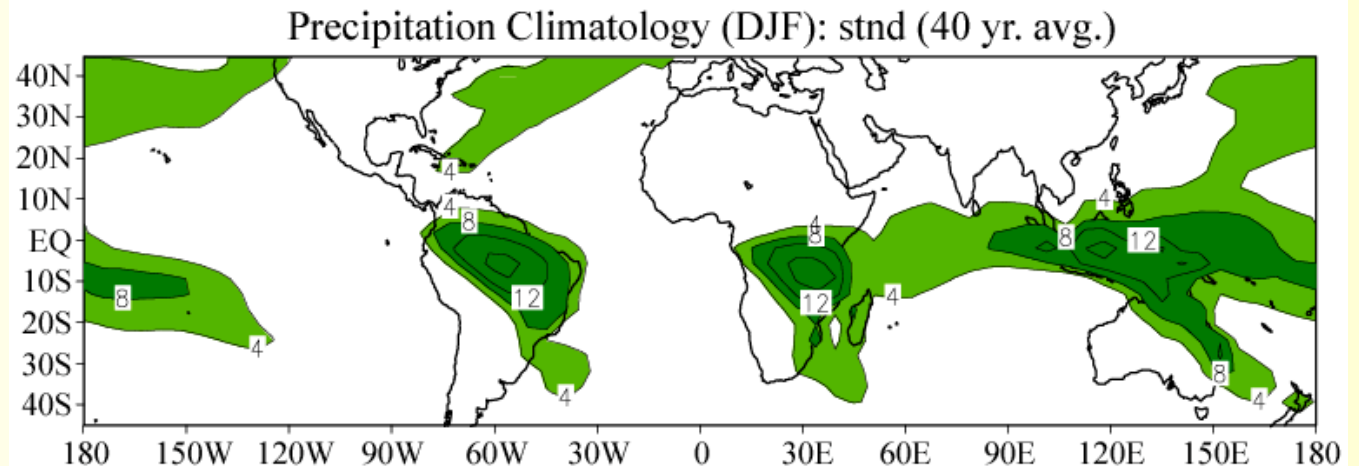 Precipitation Climatology (DJF): stnd (40 yr. avg.)
40N
30N
20N
4
10N
4
4
8
4
8
EQ
8
12
10S
8
12
12
4
20S
4
30S
8
4
4
40S
180 150W 120W 90W 60W 30W 0 30E 60E 90E 120E 150E 180